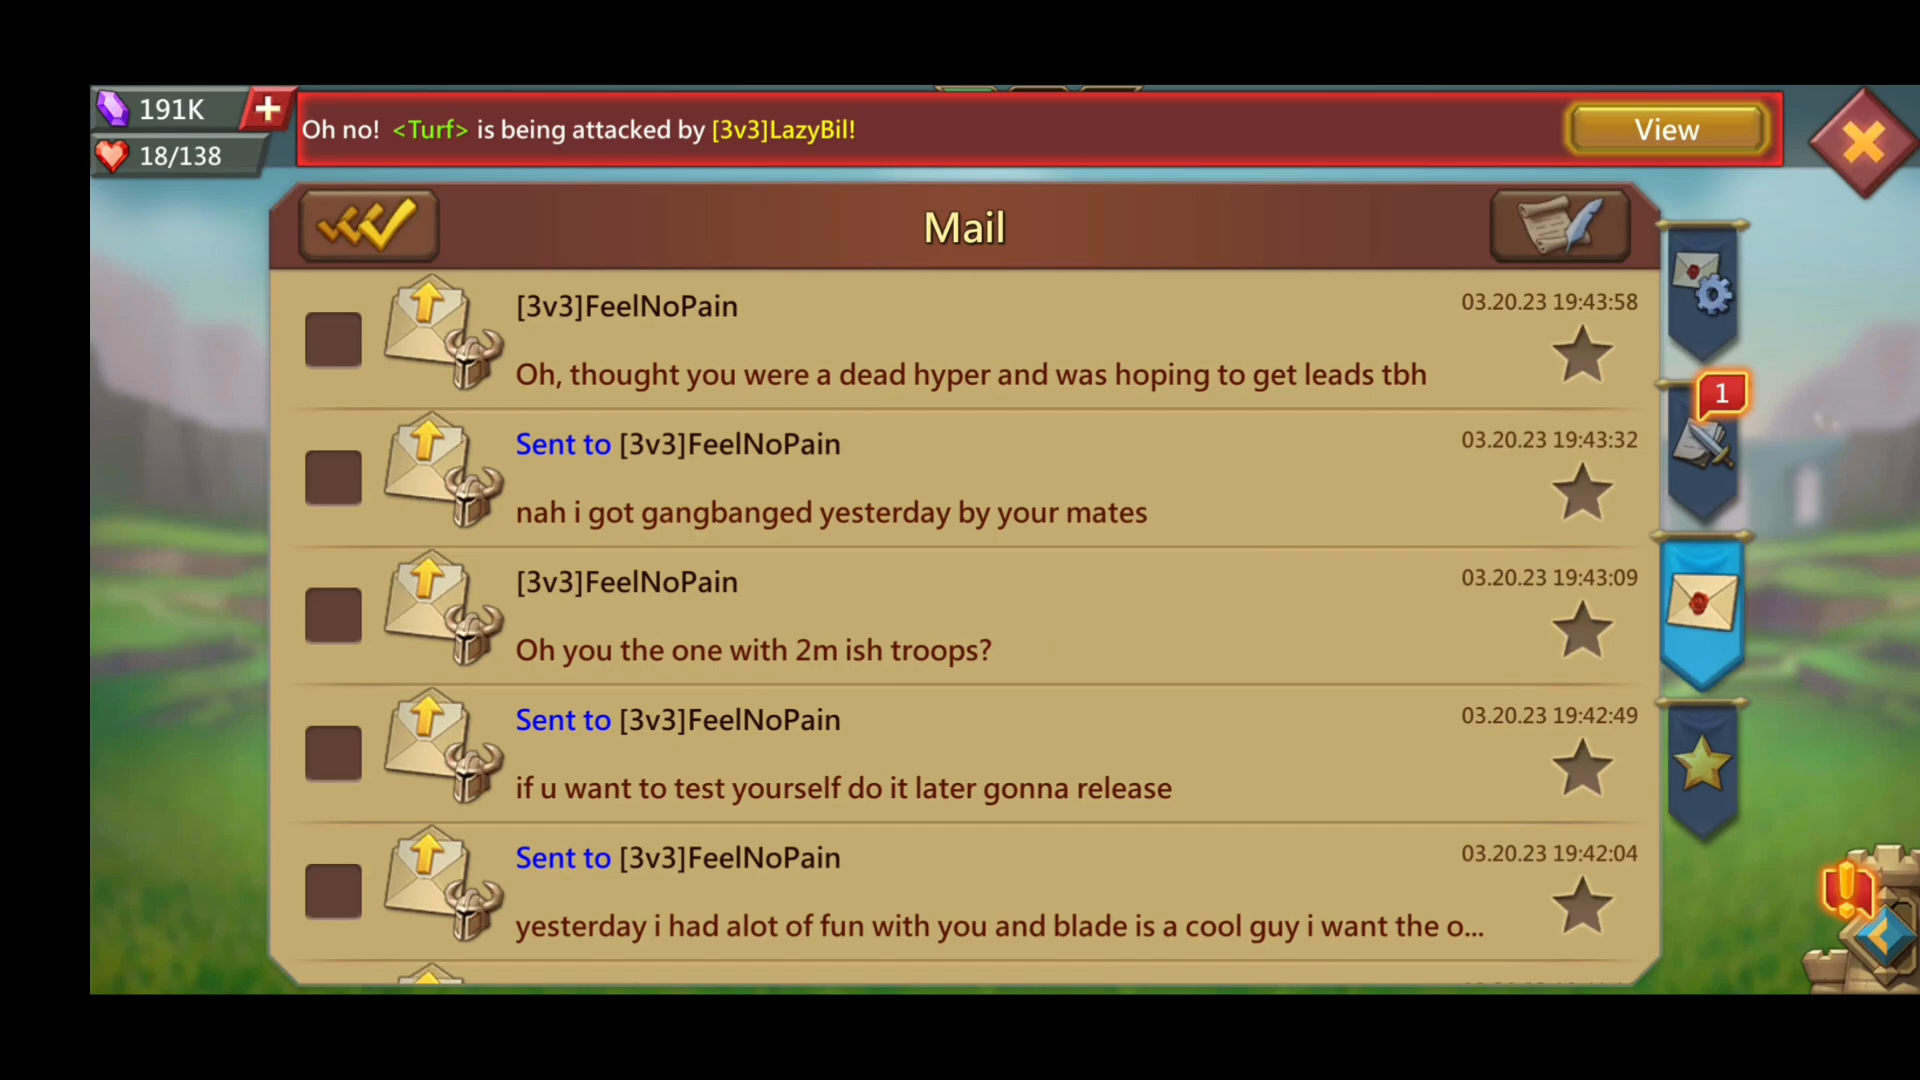 191K
18/138
Oh no! <Turf> is being attacked by [3v3]LazyBil!
View
Mail
[3v3]FeelNoPain
03.20.23 19:43:58
Oh, thought you were a dead hyper and was hoping to get leads tbh
1
Sent to [3v3]FeelNoPain
03.20.23 19:43:32
nah i got gangbanged yesterday by your mates
[3v3]FeelNoPain
03.20.23 19:43:09
Oh you the one with 2m ish troops?
Sent to [3v3]FeelNoPain
03.20.23 19:42:49
if u want to test yourself do it later gonna release
Sent to [3v3]FeelNoPain
03.20.23 19:42:04
yesterday i had alot of fun with you and blade is a cool guy i want the o...